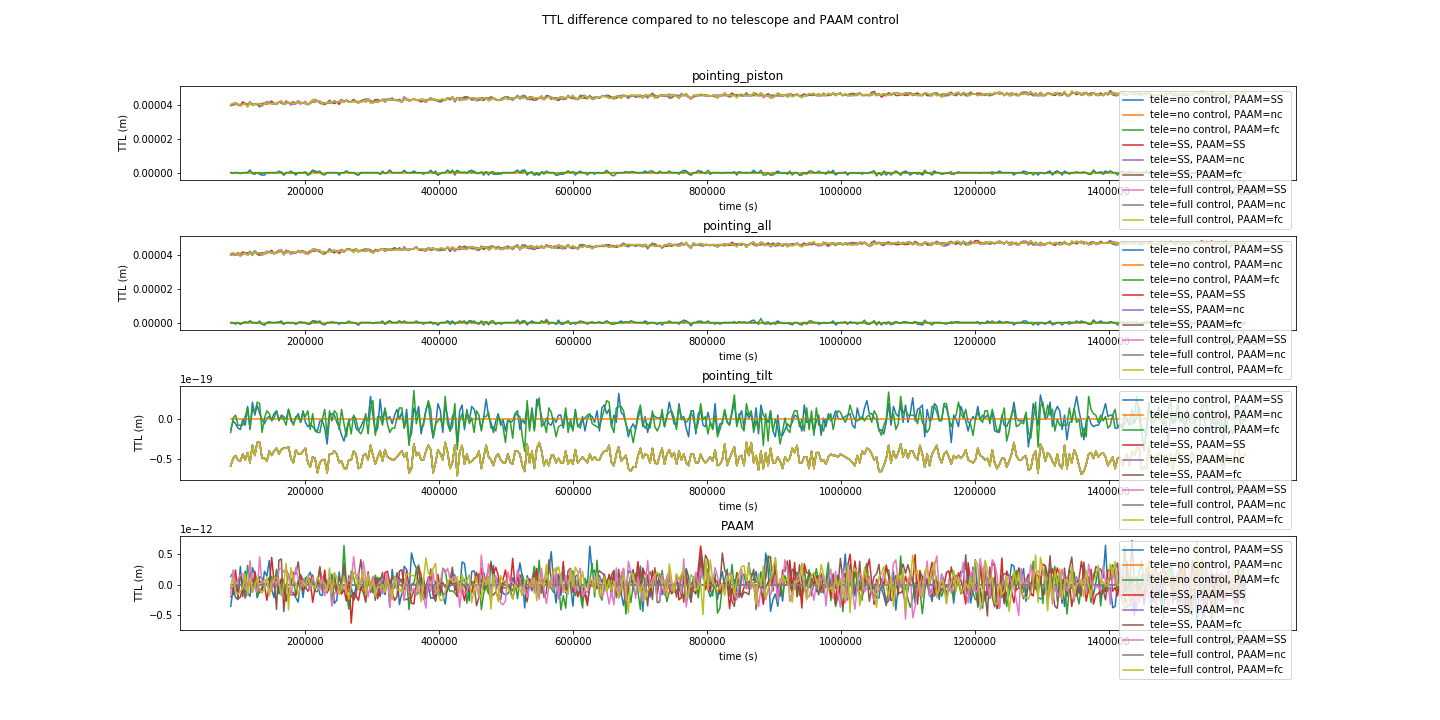 TTL difference compared to no telescope and PAAM control
pointing_piston
TTL (m)
0.00004
0.00002
0.00000
200000 400000 600000 800000 1000000 1200000 1400000
time (s)
tele=no control, PAAM=SS
tele=no control, PAAM=nc
tele=no control, PAAM=fc
tele=SS, PAAM=SS
tele=SS, PAAM=nc
tele=SS, PAAM=fc
tele=full control, PAAM=SS
tele=full control, PAAM=nc
tele=full control, PAAM=fc
pointing_all
TTL (m)
0.00004
0.00002
0.00000
200000 400000 600000 800000 1000000 1200000 1400000
time (s)
tele=no control, PAAM=SS
tele=no control, PAAM=nc
tele=no control, PAAM=fc
tele=SS, PAAM=SS
tele=SS, PAAM=nc
tele=SS, PAAM=fc
tele=full control, PAAM=SS
tele=full control, PAAM=nc
tele=full control, PAAM=fc
pointing_tilt
1e−19
TTL (m)
0.0
−0.5
200000 400000 600000 800000 1000000 1200000 1400000
time (s)
tele=no control, PAAM=SS
tele=no control, PAAM=nc
tele=no control, PAAM=fc
tele=SS, PAAM=SS
tele=SS, PAAM=nc
tele=SS, PAAM=fc
tele=full control, PAAM=SS
tele=full control, PAAM=nc
tele=full control, PAAM=fc
PAAM
1e−12
TTL (m)
0.5
0.0
−0.5
200000 400000 600000 800000 1000000 1200000 1400000
time (s)
tele=no control, PAAM=SS
tele=no control, PAAM=nc
tele=no control, PAAM=fc
tele=SS, PAAM=SS
tele=SS, PAAM=nc
tele=SS, PAAM=fc
tele=full control, PAAM=SS
tele=full control, PAAM=nc
tele=full control, PAAM=fc